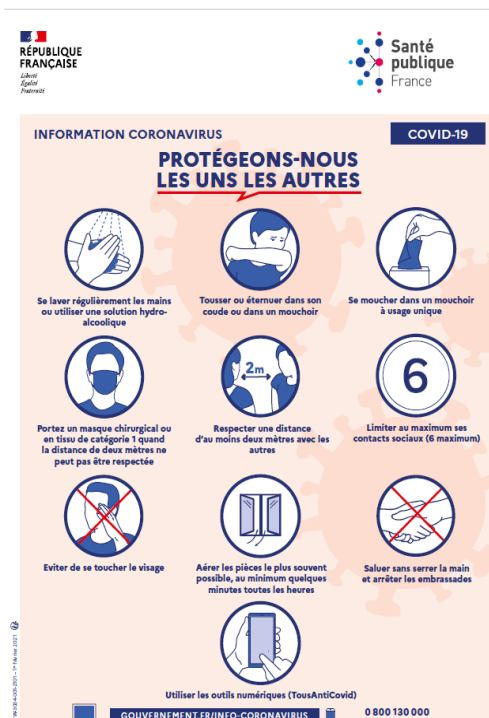 RÉPUBLIQUE
FRANÇAISE
Liberté
Égalité
Fraternité
Santé
publique
France
INFORMATION CORONAVIRUS
COVID-19
PROTÉGEONS-NOUS
LES UNS LES AUTRES
Se laver régulièrement les mains
ou utiliser une solution hydro-
alcoolique
Tousser ou éternuer dans son
coude ou dans un mouchoir
Se moucher dans un mouchoir
à usage unique
2m
6
Portez un masque chirurgical ou
en tissu de catégorie 1 quand
la distance de deux mètres ne
peut pas être respectée
Respecter une distance
d'au moins deux mètres avec les
autres
Limiter au maximum ses
contacts sociaux (6 maximum)
Eviter de se toucher le visage
Aérer les pièces le plus souvent
possible, au minimum quelques
minutes toutes les heures
Saluer sans serrer la main
et arrêter les embrassades
Utiliser les outils numériques (TousAntiCovid)
GOUVERNEMENT.FR/INFO-CORONAVIRUS
0 800 130 000